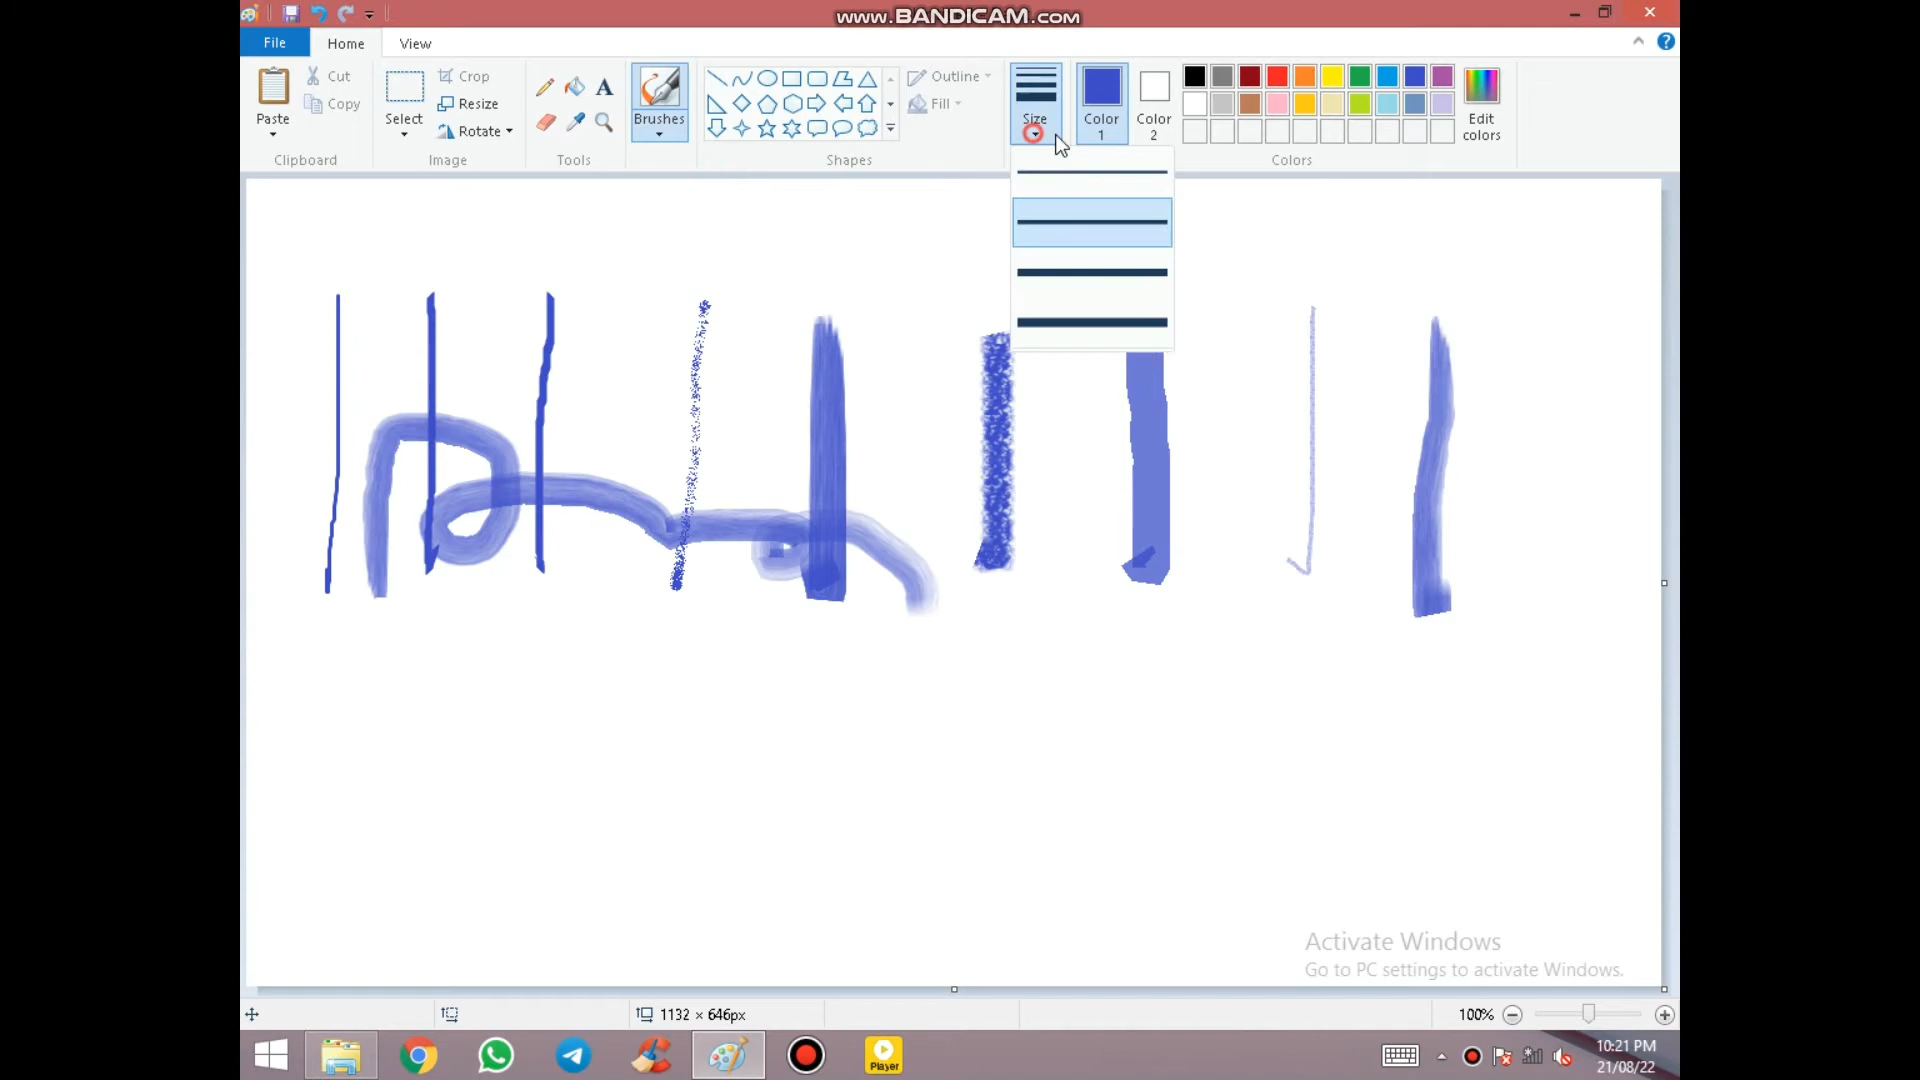 www.BANDICAM.com
File Home View
Paste
Cut
Copy
Clipboard
Select
Crop
Resize
Rotate
Image
Tools
Brushes
Shapes
Outline
Fill
Size
Color
1
Color
2
Edit
colors
Colors
Activate Windows
Go to PC settings to activate Windows.
1132 × 646px
100%
Player
10:21 PM
21/08/22